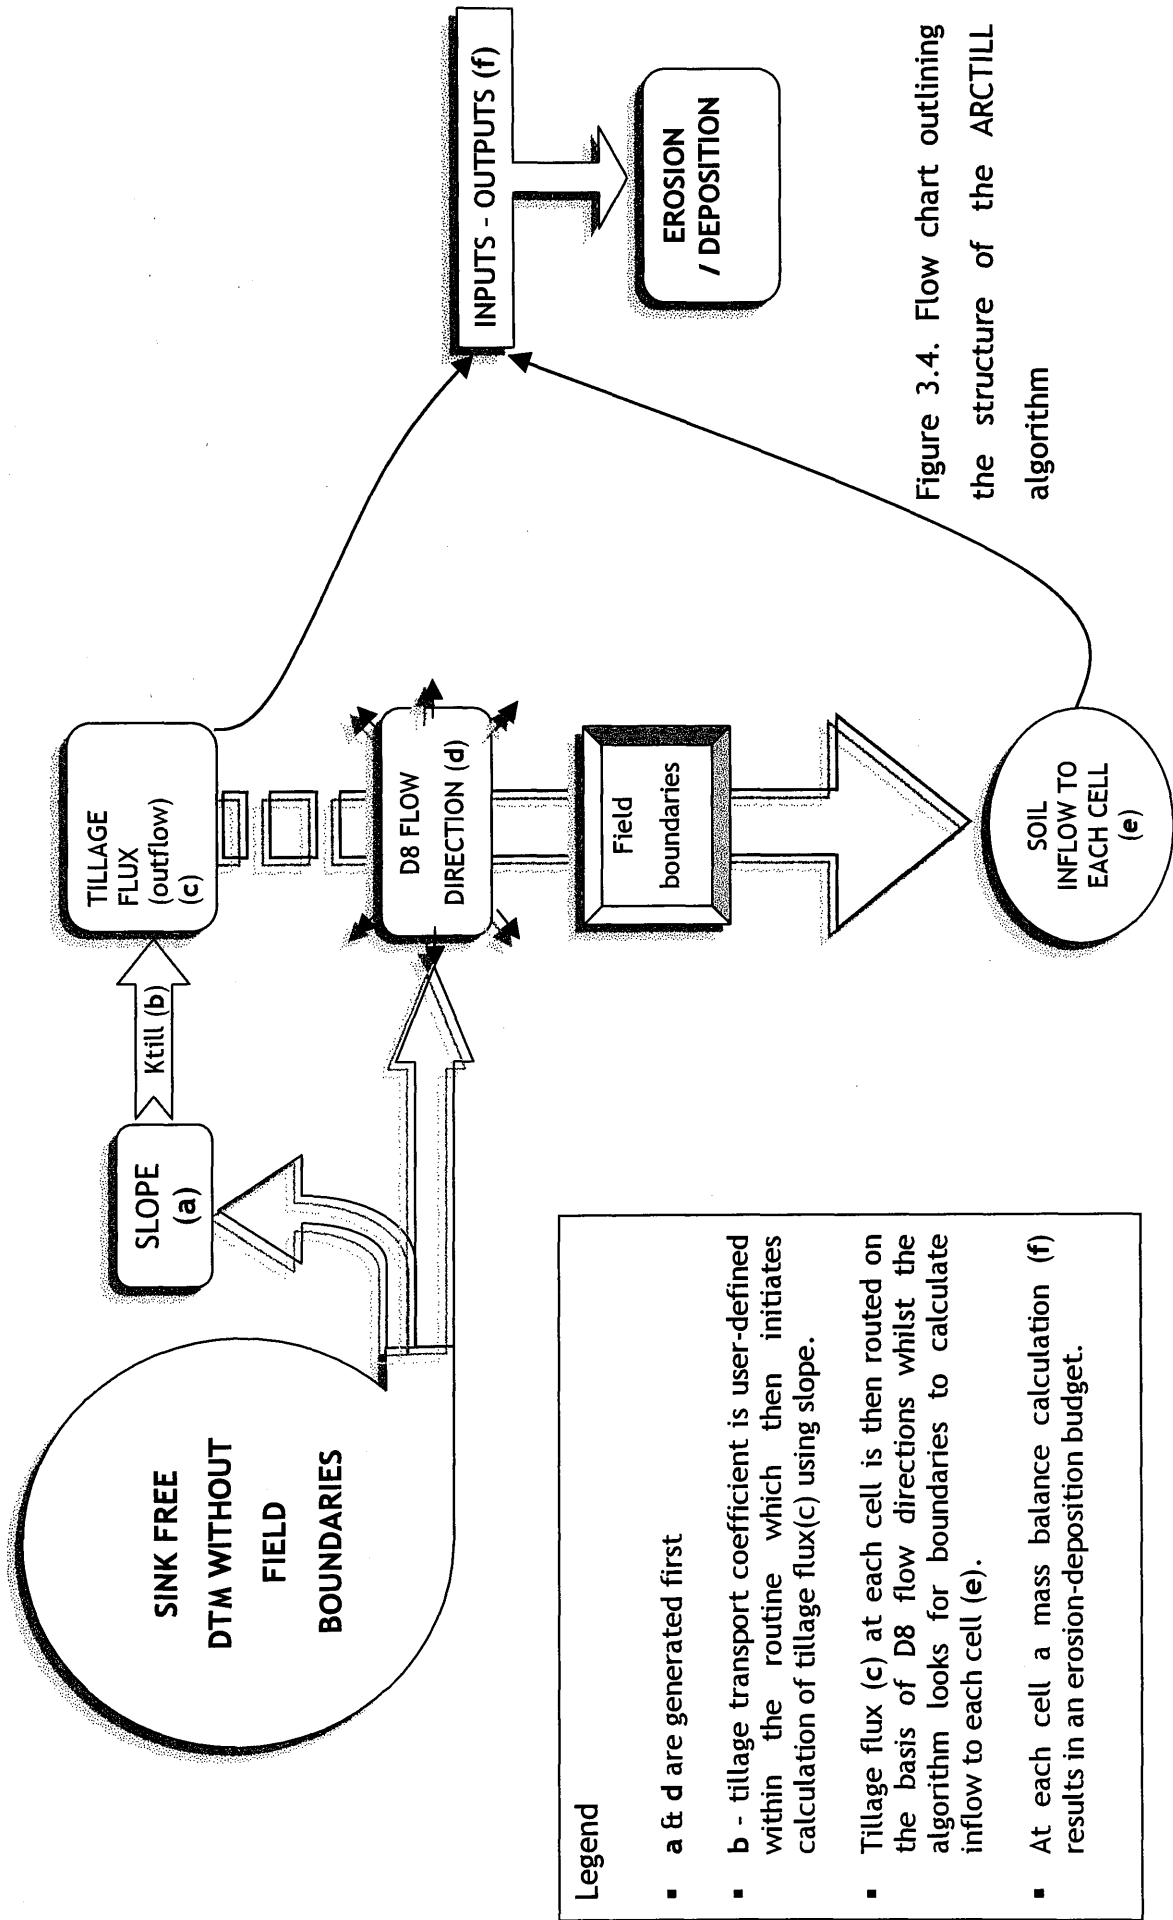 SINK FREE
DTM WITHOUT
FIELD
BOUNDARIES
SLOPE
(a)
Ktill (b)
TILLAGE
FLUX
(outflow)
(c)
D8 FLOW
DIRECTION (d)
Field
boundaries
SOIL
INFLOW TO
EACH CELL
(e)
INPUTS - OUTPUTS (f)
EROSION
/ DEPOSITION
Legend
▪ a & d are generated first
▪ b - tillage transport coefficient is user-defined
within the routine which then initiates
calculation of tillage flux(c) using slope.
▪ Tillage flux (c) at each cell is then routed on
the basis of D8 flow directions whilst the
algorithm looks for boundaries to calculate
inflow to each cell (e).
▪ At each cell a mass balance calculation (f)
results in an erosion-deposition budget.
Figure 3.4. Flow chart outlining
the structure of the ARCTILL
algorithm